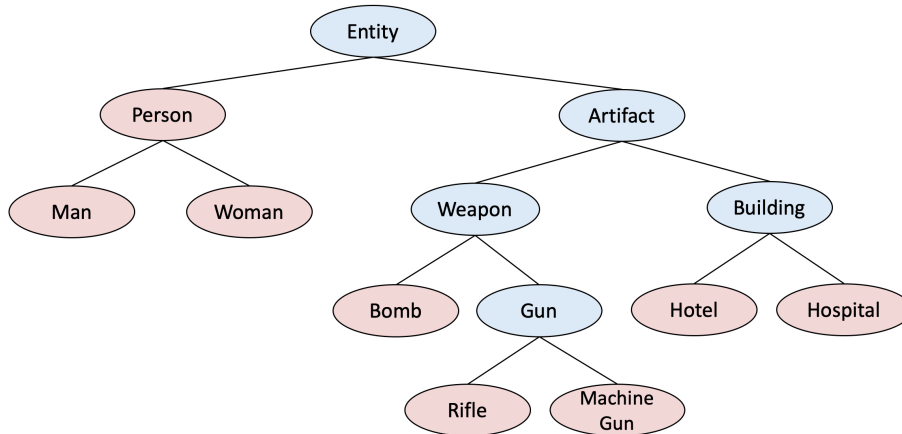 Entity
Person
Artifact
Man
Woman
Weapon
Building
Bomb
Gun
Hotel
Hospital
Rifle
Machine
Gun